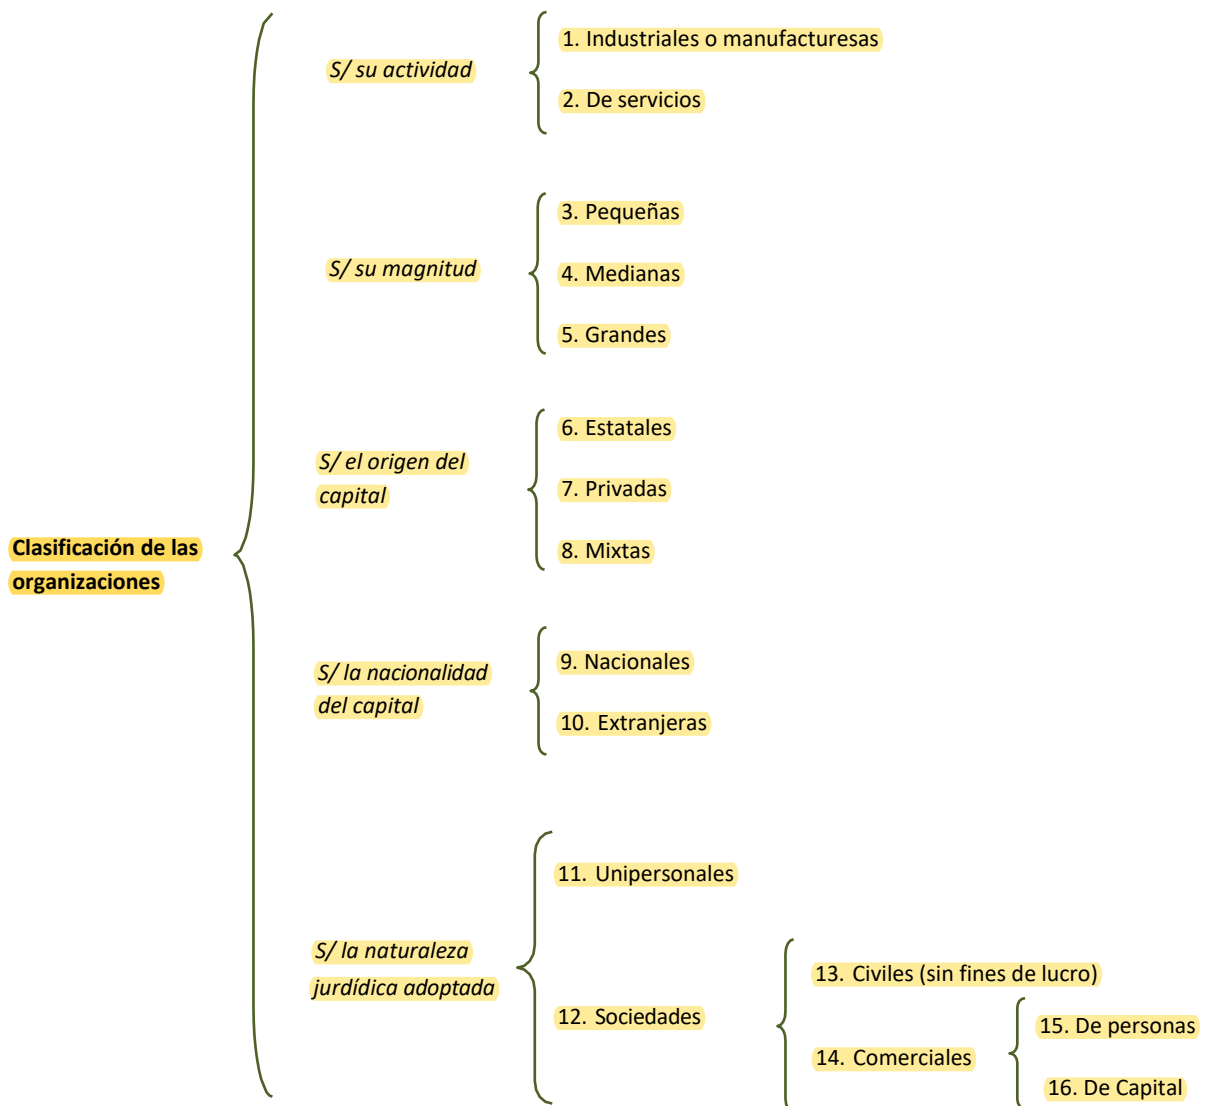 S/ su actividad
1. Industriales o manufacturesas
2. De servicios
S/ su magnitud
3. Pequeñas
4. Medianas
5. Grandes
S/ el origen del
capital
6. Estatales
7. Privadas
8. Mixtas
Clasificación de las
organizaciones
S/ la nacionalidad
del capital
9. Nacionales
10. Extranjeras
S/ la naturaleza
jurdídica adoptada
11. Unipersonales
12. Sociedades
13. Civiles (sin fines de lucro)
14. Comerciales
15. De personas
16. De Capital